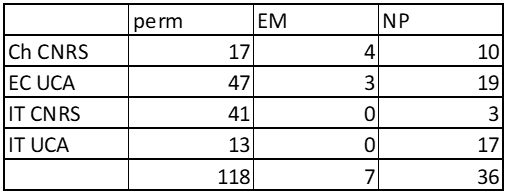 perm EM NP
Ch CNRS 17 4 10
EC UCA 47 3 19
IT CNRS 41 0 3
IT UCA 13 0 17
118 7 36